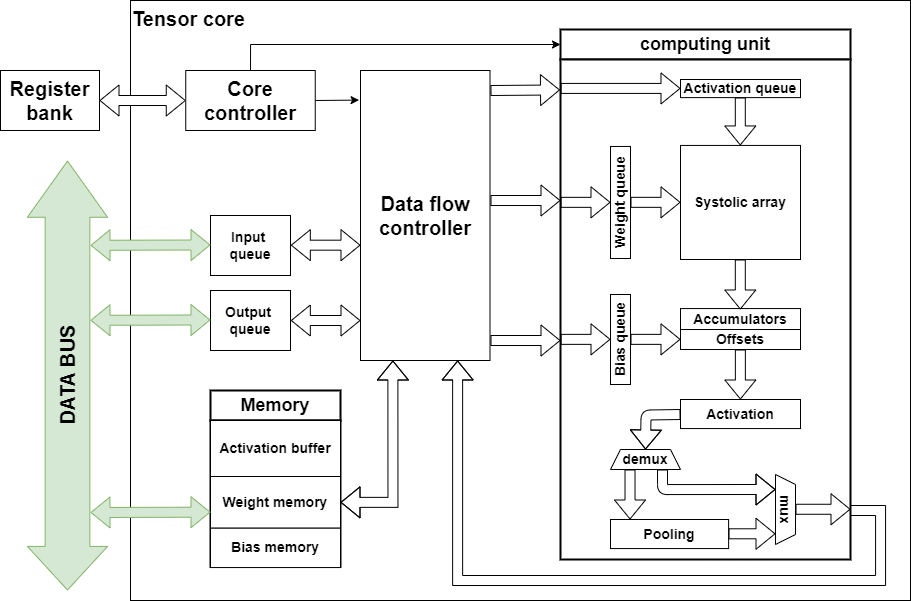 Tensor core
computing unit
Register
bank
Core
controller
Activation queue
Data flow
controller
Weight queue
Systolic array
Input
queue
Output
queue
DATA BUS
Bias queue
Accumulators
Offsets
Memory
Activation buffer
Weight memory
Bias memory
Activation
demux
mux
Pooling